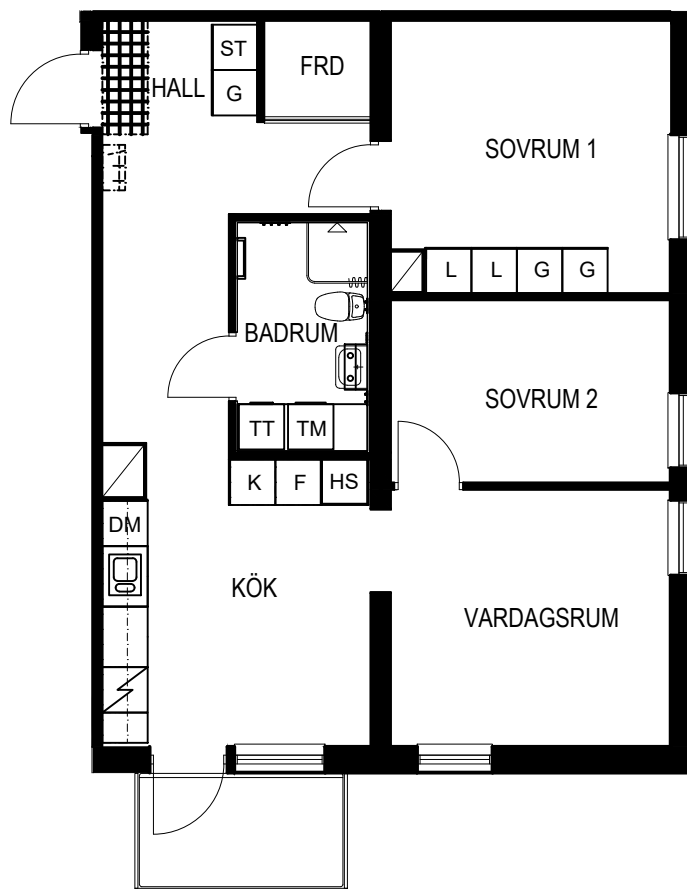 ST
FRD
HALL
G
SOVRUM 1
L
L
G
G
BADRUM
SOVRUM 2
TT
TM
K
F
HS
DM
KÖK
VARDAGSRUM